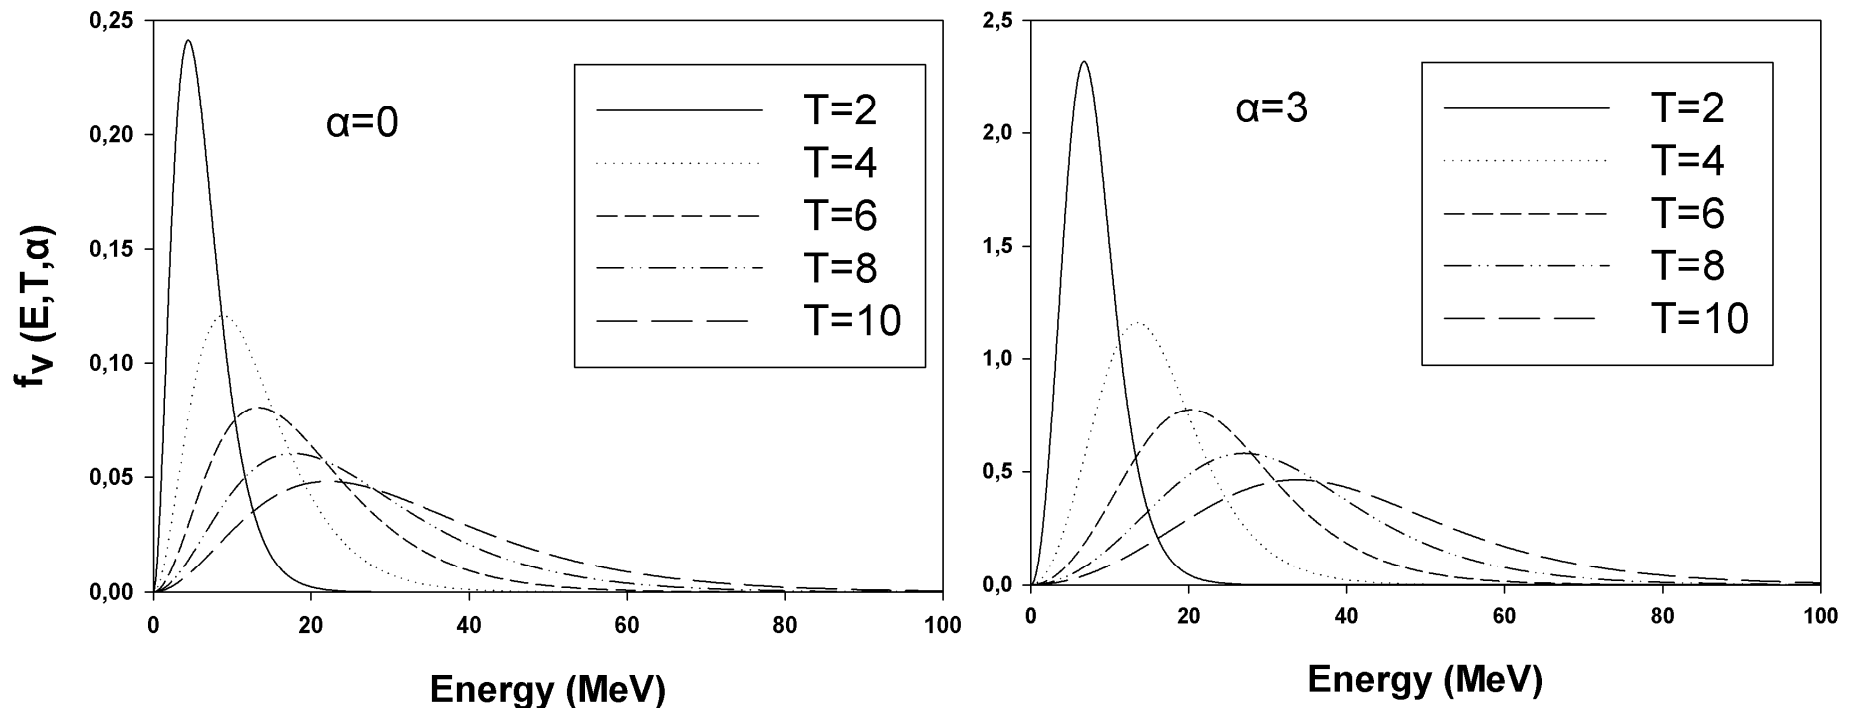 f_ν (E,T,α)
0,25
0,20
0,15
0,10
0,05
0,00
0 20 40 60 80 100
Energy (MeV)
α=0
T=2
T=4
T=6
T=8
T=10
2,5
2,0
1,5
1,0
0,5
0,0
0 20 40 60 80 100
Energy (MeV)
α=3
T=2
T=4
T=6
T=8
T=10